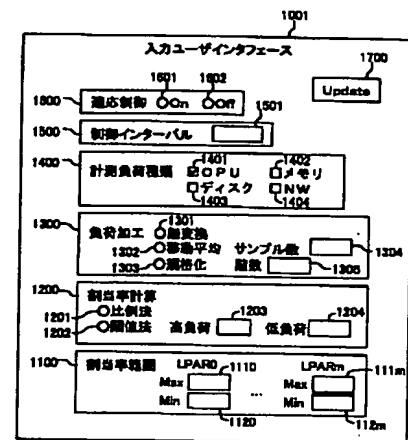 1001
入力ユーザインタフェース
1700
Update
1601 1602
1600 適応制御 On Off
1501
1500 制御インターバル
1400 1401 1402
計測負荷種類 CPU メモリ
ディスク NW
1403 1404
1300 1301
負荷加工 無変換
1302 移動平均 サンプル数 1304
1303 規格化 階数 1305
1200
割当率計算 1203 1204
1201 比例法
1202 閾値法 高負荷 低負荷
1100
割当率範囲 LPAR0 1110 LPARm 111m
Max ... Max
Min Min
1120 112m